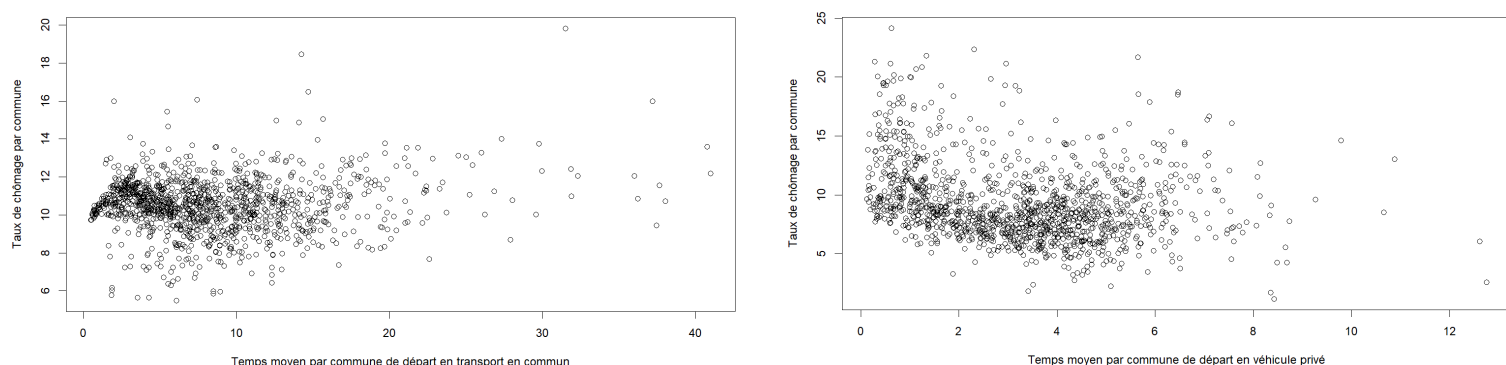 20
18
16
14
12
10
8
6
Taux de chômage par commune
0 10 20 30 40
Temps moyen par commune de départ en transport en commun
25
20
15
10
5
Taux de chômage par commune
0 2 4 6 8 10 12
Temps moyen par commune de départ en véhicule privé